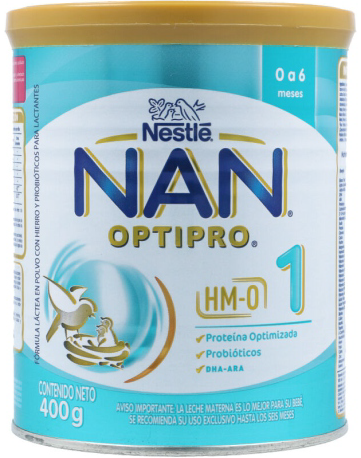 0 a 6
meses
Nestlé®
NAN®
OPTIPRO®
1
HM-O
Proteína Optimizada
Probióticos
DHA-ARA
FÓRMULA LÁCTEA EN POLVO CON HIERRO Y PROBIÓTICOS PARA LACTANTES
CONTENIDO NETO
400g
AVISO IMPORTANTE: LA LECHE MATERNA ES LO MEJOR PARA SU BEBÉ
SE RECOMIENDA SU USO EXCLUSIVO HASTA LOS SEIS MESES